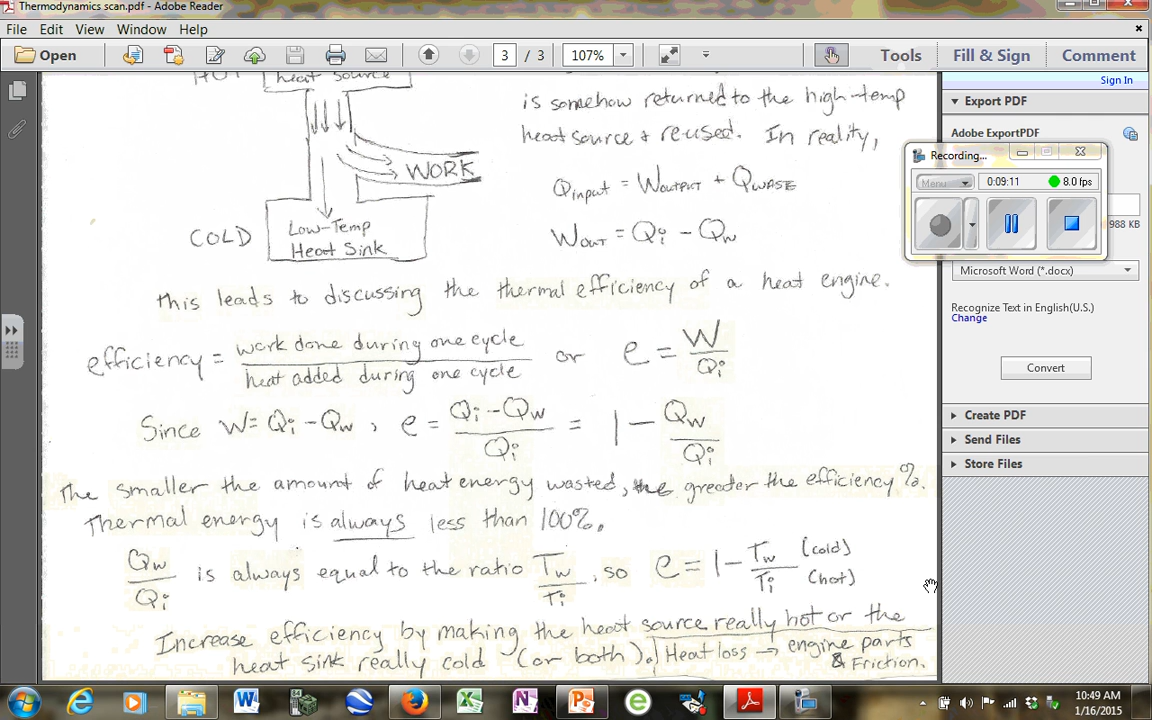 Thermodynamics scan.pdf - Adobe Reader
File Edit View Window Help
Open 3 / 3 107% Tools Fill & Sign Comment
Sign In
HOT heat source
is somehow returned to the high-temp
heat source & re-used. In reality,
Qinput = WOUTPUT + QWASE
WORK
COLD Low-Temp
Heat Sink
WOUT = Qi - Qw
this leads to discussing the thermal efficiency of a heat engine.
efficiency = work done during one cycle / heat added during one cycle or e = W / Qi
Since W = Qi - Qw, e = Qi - Qw / Qi = 1 - Qw / Qi
The smaller the amount of heat energy wasted, the greater the efficiency %.
Thermal energy is always less than 100%.
Qw / Qi is always equal to the ratio Tw / Ti, so e = 1 - Tw / Ti (cold) (hot)
Increase efficiency by making the heat source really hot or the
heat sink really cold (or both). Heat loss → engine parts
& Friction.
Export PDF
Adobe ExportPDF
Recording...
Menu 0:09:11 8.0 fps
988 KB
Microsoft Word (*.docx)
Recognize Text in English(U.S.)
Change
Convert
Create PDF
Send Files
Store Files
10:49 AM
1/16/2015